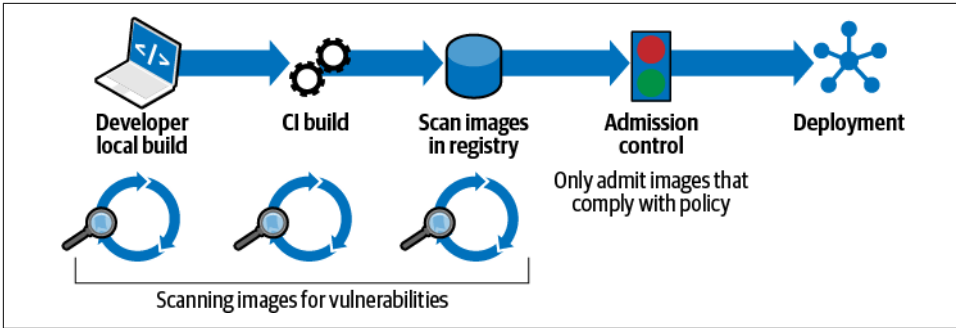 </>
Developer
local build
CI build
Scan images
in registry
Admission
control
Deployment
Only admit images that
comply with policy
Scanning images for vulnerabilities